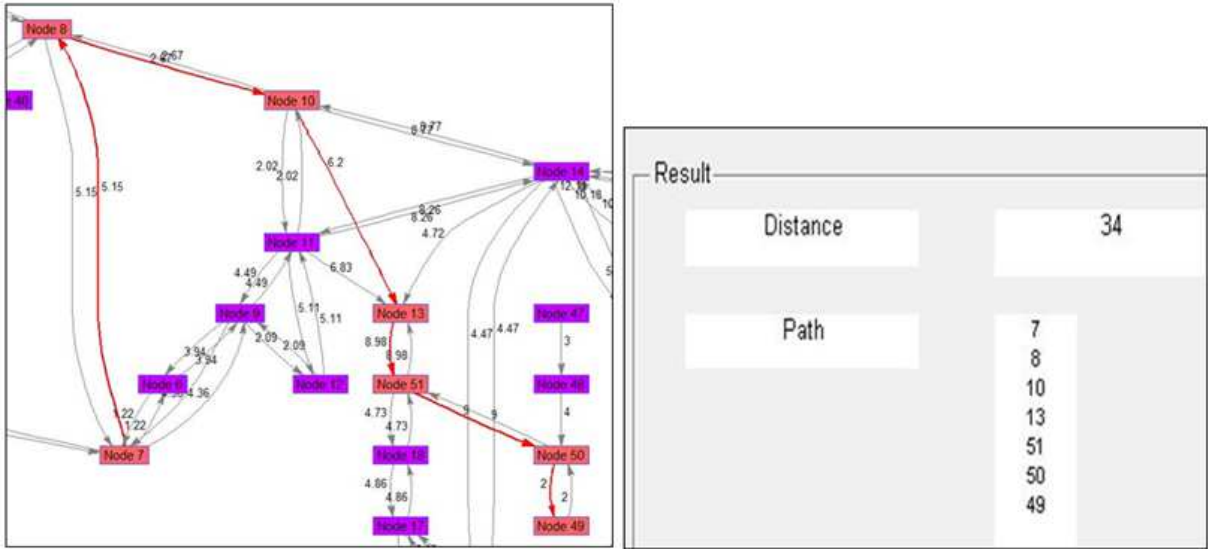 Node 8
2.67
Node 10
8.77
2.02
2.02
6.2
5.15
5.15
Node 14
10.18
8.26
8.26
4.72
Node 11
6.83
4.49
4.49
Node 9
5.11
5.11
Node 13
Node 47
4.47
4.47
2.09
2.09
3.94
3.94
8.98
8.98
3
Node 6
Node 12
Node 51
Node 48
4.36
1.22
4.73
4.73
9
9
4
Node 7
Node 18
Node 50
4.86
4.86
2
2
Node 17
Node 49
Result
Distance 34
Path 7
8
10
13
51
50
49